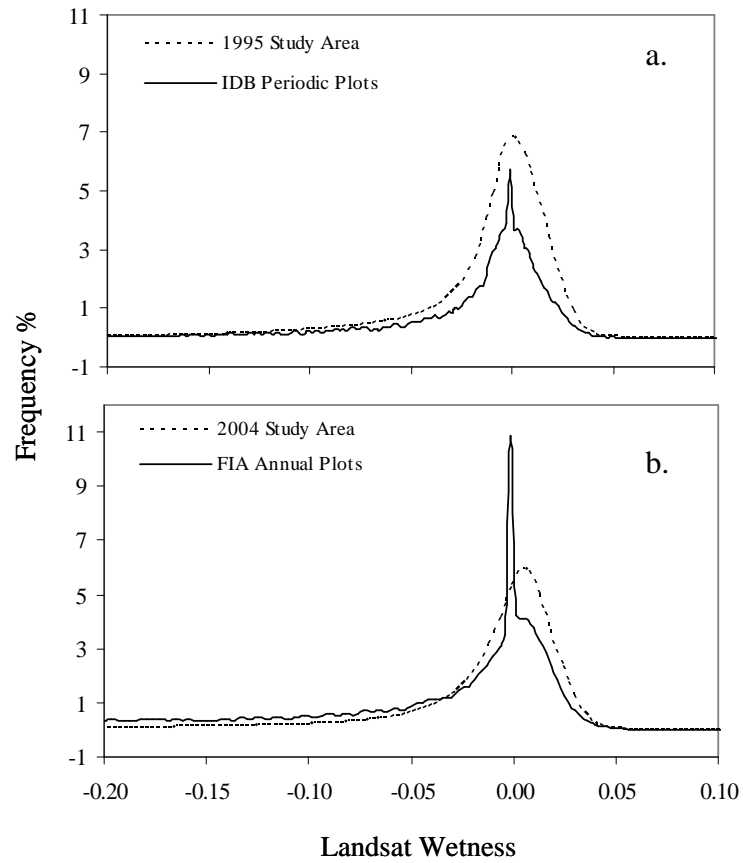 11
9
7
5
3
1
-1
1995 Study Area
IDB Periodic Plots
a.
Frequency %
11
9
7
5
3
1
-1
2004 Study Area
FIA Annual Plots
b.
-0.20 -0.15 -0.10 -0.05 0.00 0.05 0.10
Landsat Wetness